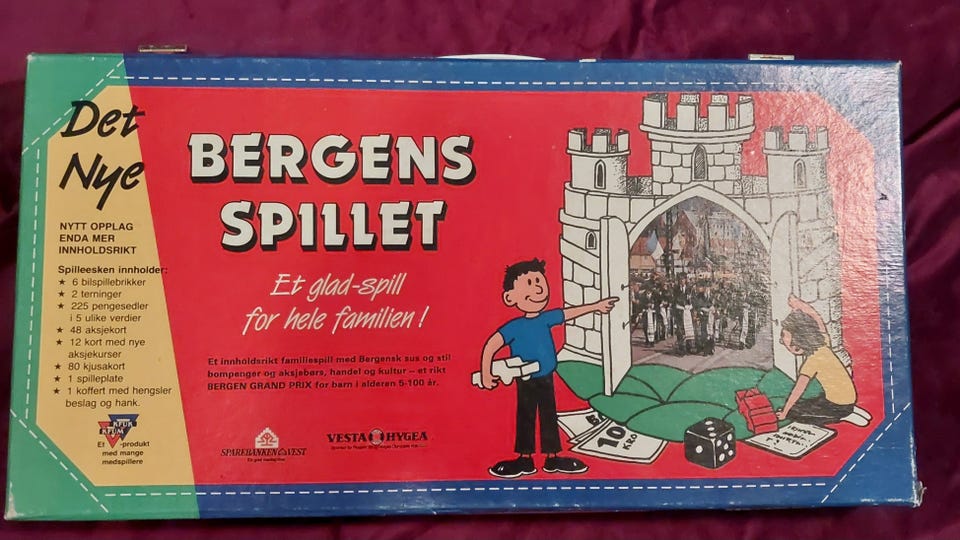 Det
Nye
BERGENS
SPILLET
Et glad-spill
for hele familien!
Et innholdsrikt familiespill med Bergensk sus og stil
bompenger og aksjebørs, handel og kultur – et rikt
BERGEN GRAND PRIX for barn i alderen 5-100 år.
NYTT OPPLAG
ENDA MER
INNHOLDSRIKT
Spilleesken innholder:
★ 6 bilspillebrikker
★ 2 terninger
★ 225 pengesedler
i 5 ulike verdier
★ 48 aksjekort
★ 12 kort med nye
aksjekurser
★ 80 kjusakort
★ 1 spilleplate
★ 1 koffert med hengsler
beslag og hank.
KFUK
KFUM
Et -produkt
med mange
medspillere
SPAREBANKEN VEST
VESTA HYGEA
10
KRO